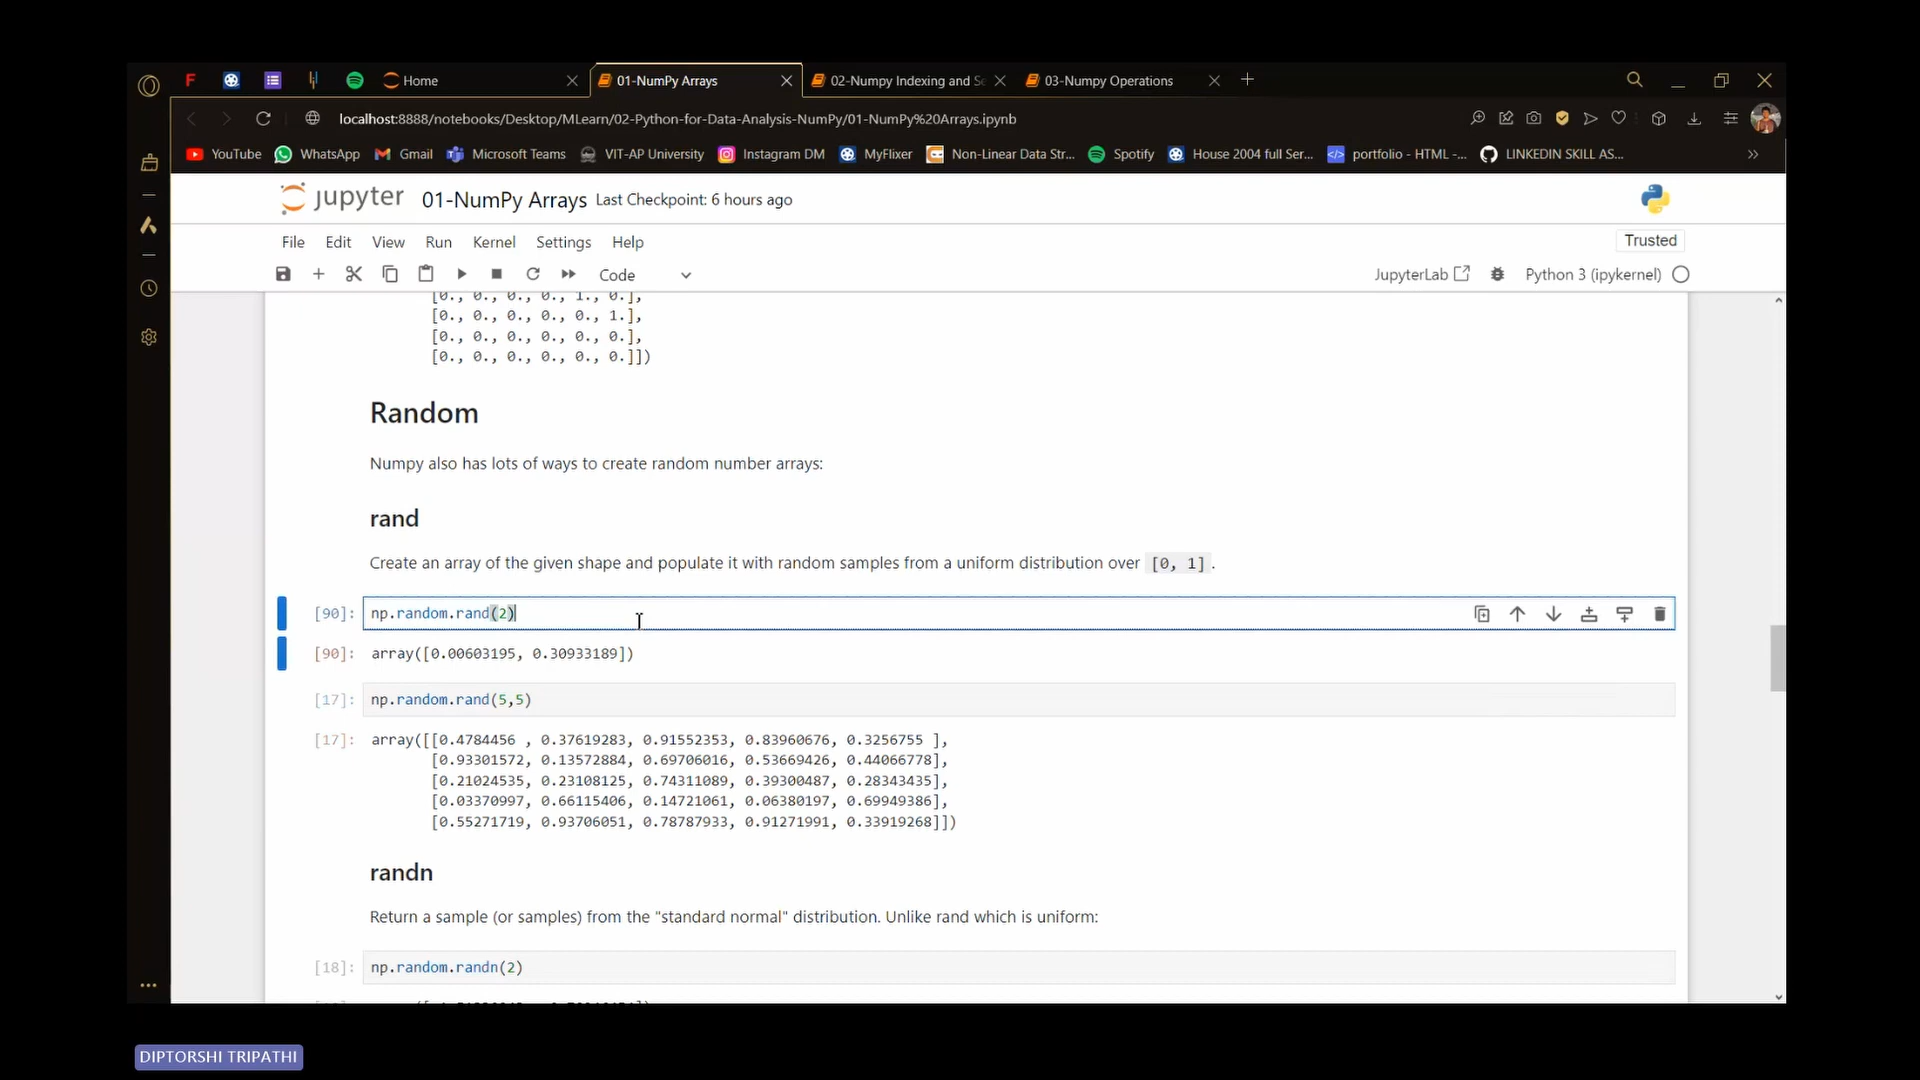 Home
01-NumPy Arrays
02-Numpy Indexing and Se
03-Numpy Operations
localhost:8888/notebooks/Desktop/MLearn/02-Python-for-Data-Analysis-NumPy/01-NumPy%20Arrays.ipynb
YouTube
WhatsApp
Gmail
Microsoft Teams
VIT-AP University
Instagram DM
MyFlixer
Non-Linear Data Str...
Spotify
House 2004 full Ser...
portfolio - HTML -...
LINKEDIN SKILL AS...
jupyter 01-NumPy Arrays Last Checkpoint: 6 hours ago
File Edit View Run Kernel Settings Help
Trusted
Code
JupyterLab
Python 3 (ipykernel)
[0., 0., 0., 0., 1., 0.],
[0., 0., 0., 0., 0., 1.],
[0., 0., 0., 0., 0., 0.],
[0., 0., 0., 0., 0., 0.]])
Random
Numpy also has lots of ways to create random number arrays:
rand
Create an array of the given shape and populate it with random samples from a uniform distribution over [0, 1].
[90]: np.random.rand(2)
[90]: array([0.00603195, 0.30933189])
[17]: np.random.rand(5,5)
[17]: array([[0.4784456 , 0.37619283, 0.91552353, 0.83960676, 0.3256755 ],
[0.93301572, 0.13572884, 0.69706016, 0.53669426, 0.44066778],
[0.21024535, 0.23108125, 0.74311089, 0.39300487, 0.28343435],
[0.03370997, 0.66115406, 0.14721061, 0.06380197, 0.69949386],
[0.55271719, 0.93706051, 0.78787933, 0.91271991, 0.33919268]])
randn
Return a sample (or samples) from the "standard normal" distribution. Unlike rand which is uniform:
[18]: np.random.randn(2)
DIPTORSHI TRIPATHI